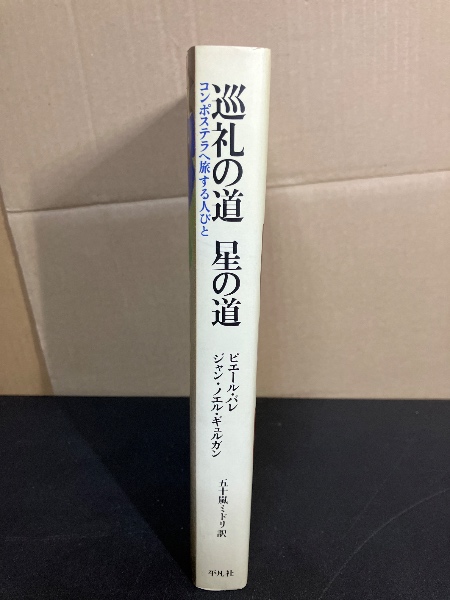 巡礼の道 星の道
コンポステラへ旅する人びと
ピエール・バレ
ジャン・ノエル・ギュルガン
五十嵐ミドリ訳
平凡社